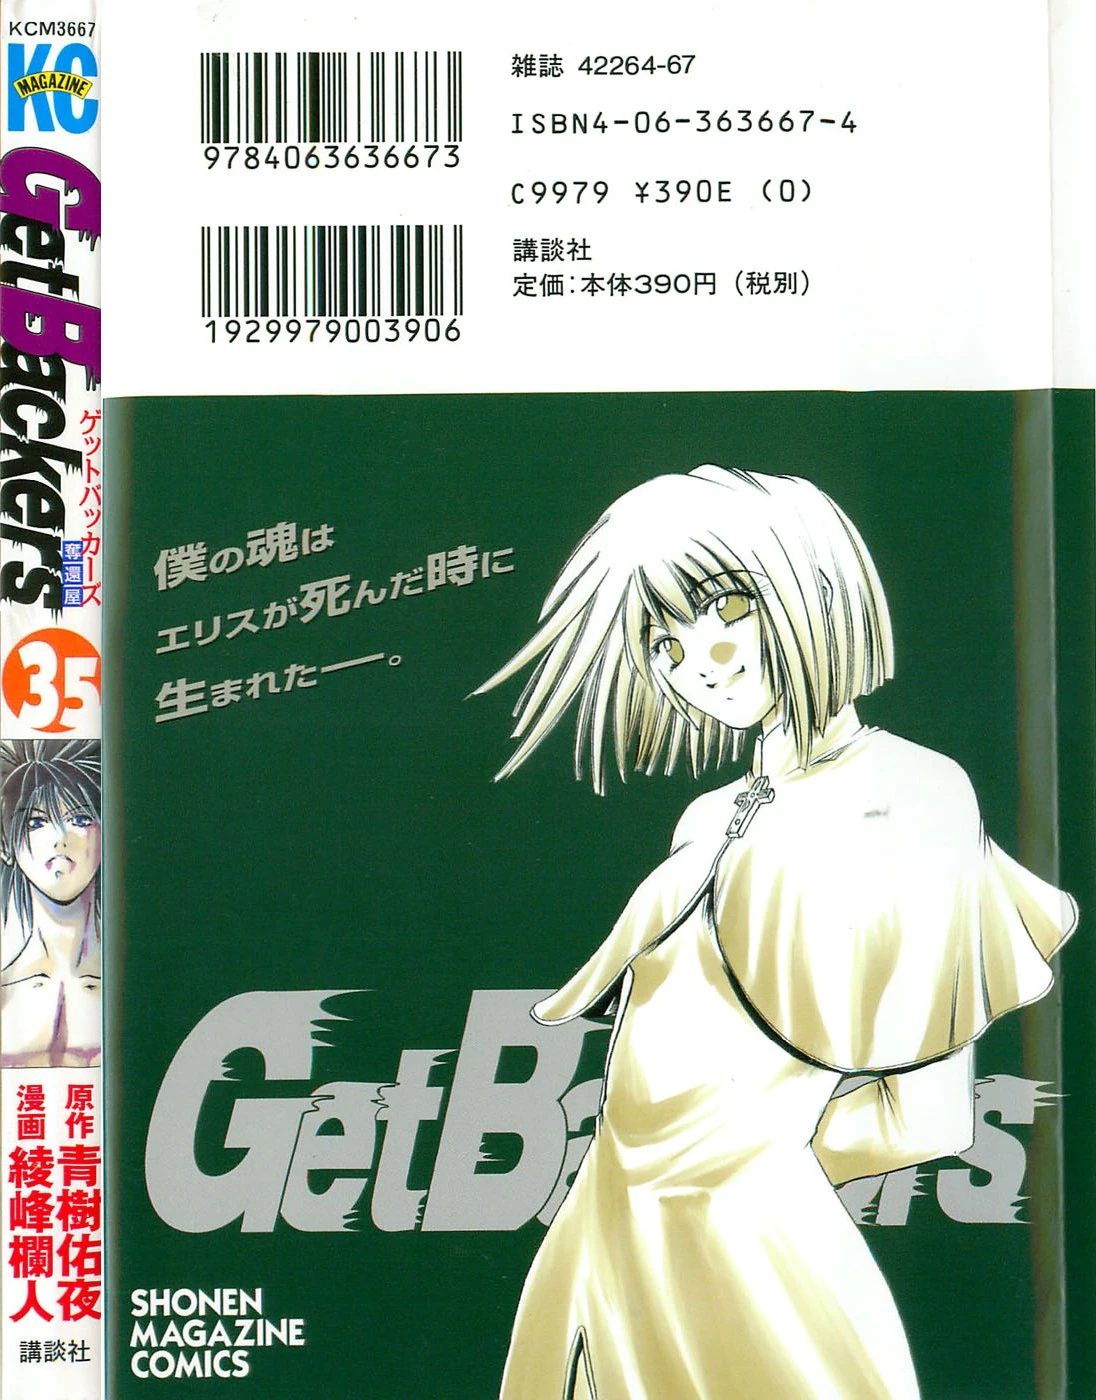 KCM3667
KC
MAGAZINE
GetBackers
ゲットバッカーズ
奪還屋
35
原作 青樹佑夜
漫画 綾峰欄人
講談社
9784063636673
1929979003906
雑誌 42264-67
ISBN4-06-363667-4
C9979 ¥390E (0)
講談社
定価:本体390円(税別)
僕の魂は
エリスが死んだ時に
生まれた──。
GetBackers
SHONEN
MAGAZINE
COMICS